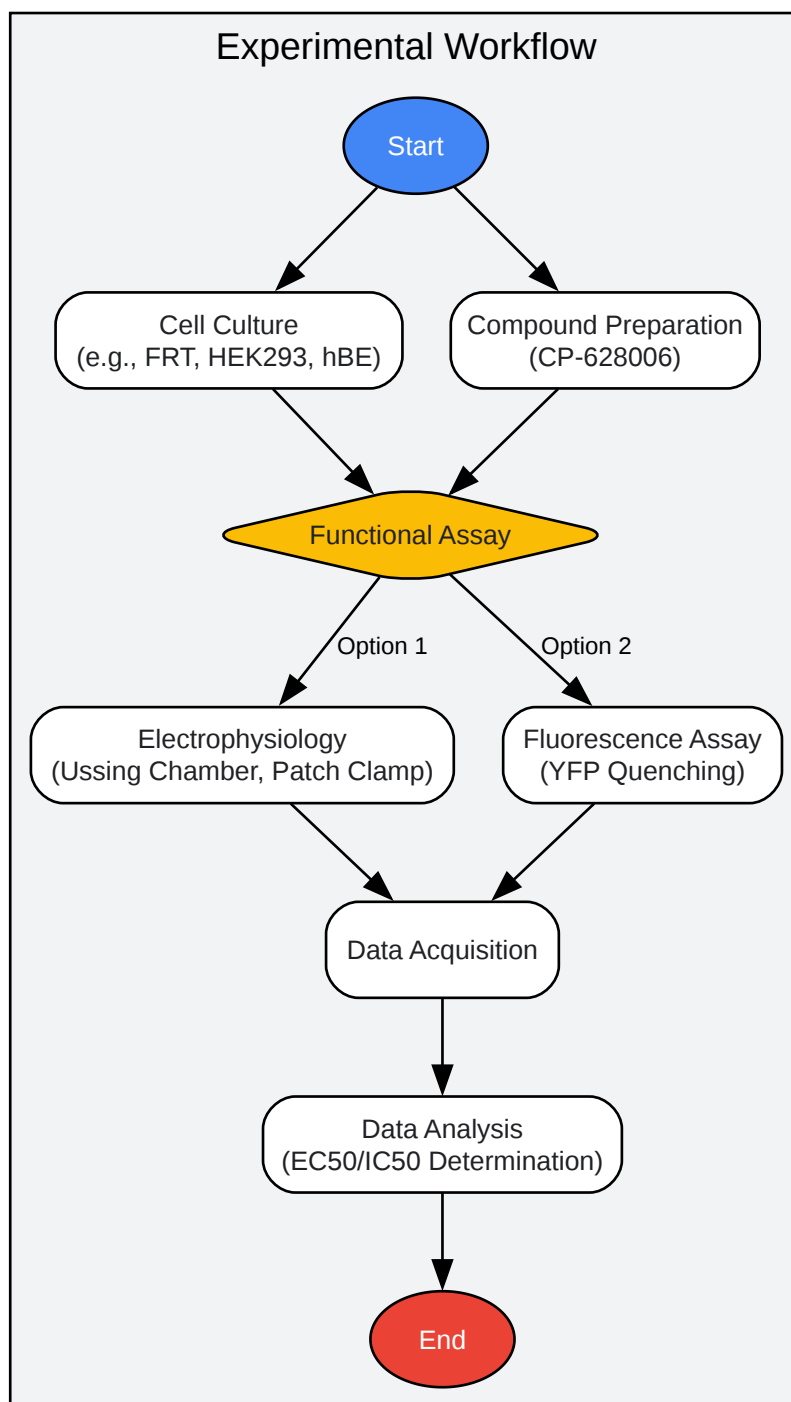 Experimental Workflow
Start
Cell Culture
(e.g., FRT, HEK293, hBE)
Compound Preparation
(CP-628006)
Functional Assay
Option 1
Option 2
Electrophysiology
(Ussing Chamber, Patch Clamp)
Fluorescence Assay
(YFP Quenching)
Data Acquisition
Data Analysis
(EC50/IC50 Determination)
End